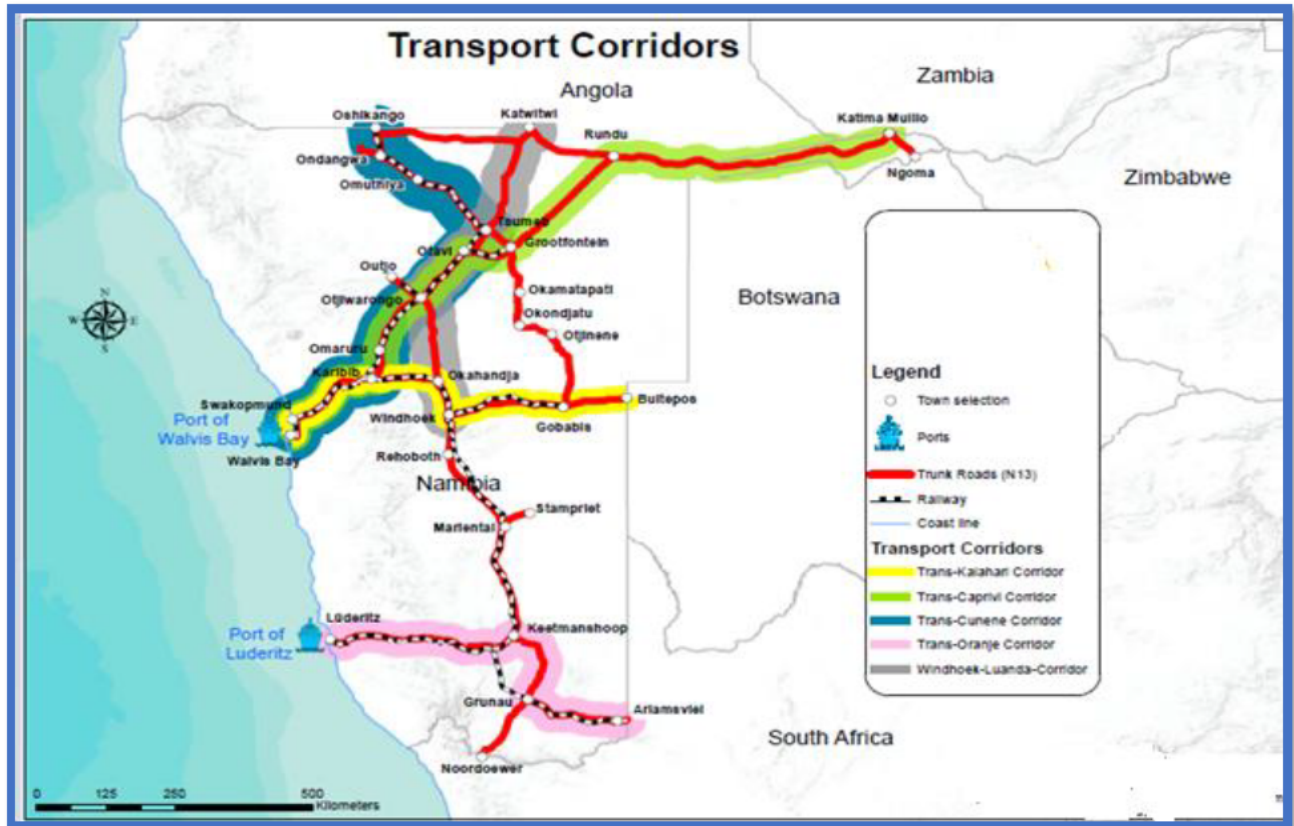 Transport Corridors
Angola
Zambia
Oshikango
Katwitwi
Rundu
Katima Mulilo
Ondangwa
Ngoma
Zimbabwe
Omuthiya
Tsumeb
Otavi
Grootfontein
Outjo
Okamatapati
Otjiwarongo
Botswana
Okondjatu
Otjinene
Omaruru
Karibib
Okahandja
Swakopmund
Buitepos
Port of
Walvis Bay
Windhoek
Gobabis
Walvis Bay
Rehoboth
Namibia
Stampriet
Mariental
Lüderitz
Port of
Luderitz
Keetmanshoop
Grunau
Ariamsvlei
South Africa
Noordoewer
N
W
E
S
Legend
Town selection
Ports
Trunk Roads (N13)
Railway
Coast line
Transport Corridors
Trans-Kalahari Corridor
Trans-Caprivi Corridor
Trans-Cunene Corridor
Trans-Oranje Corridor
Windhoek-Luanda-Corridor
0 125 250 500
Kilometers